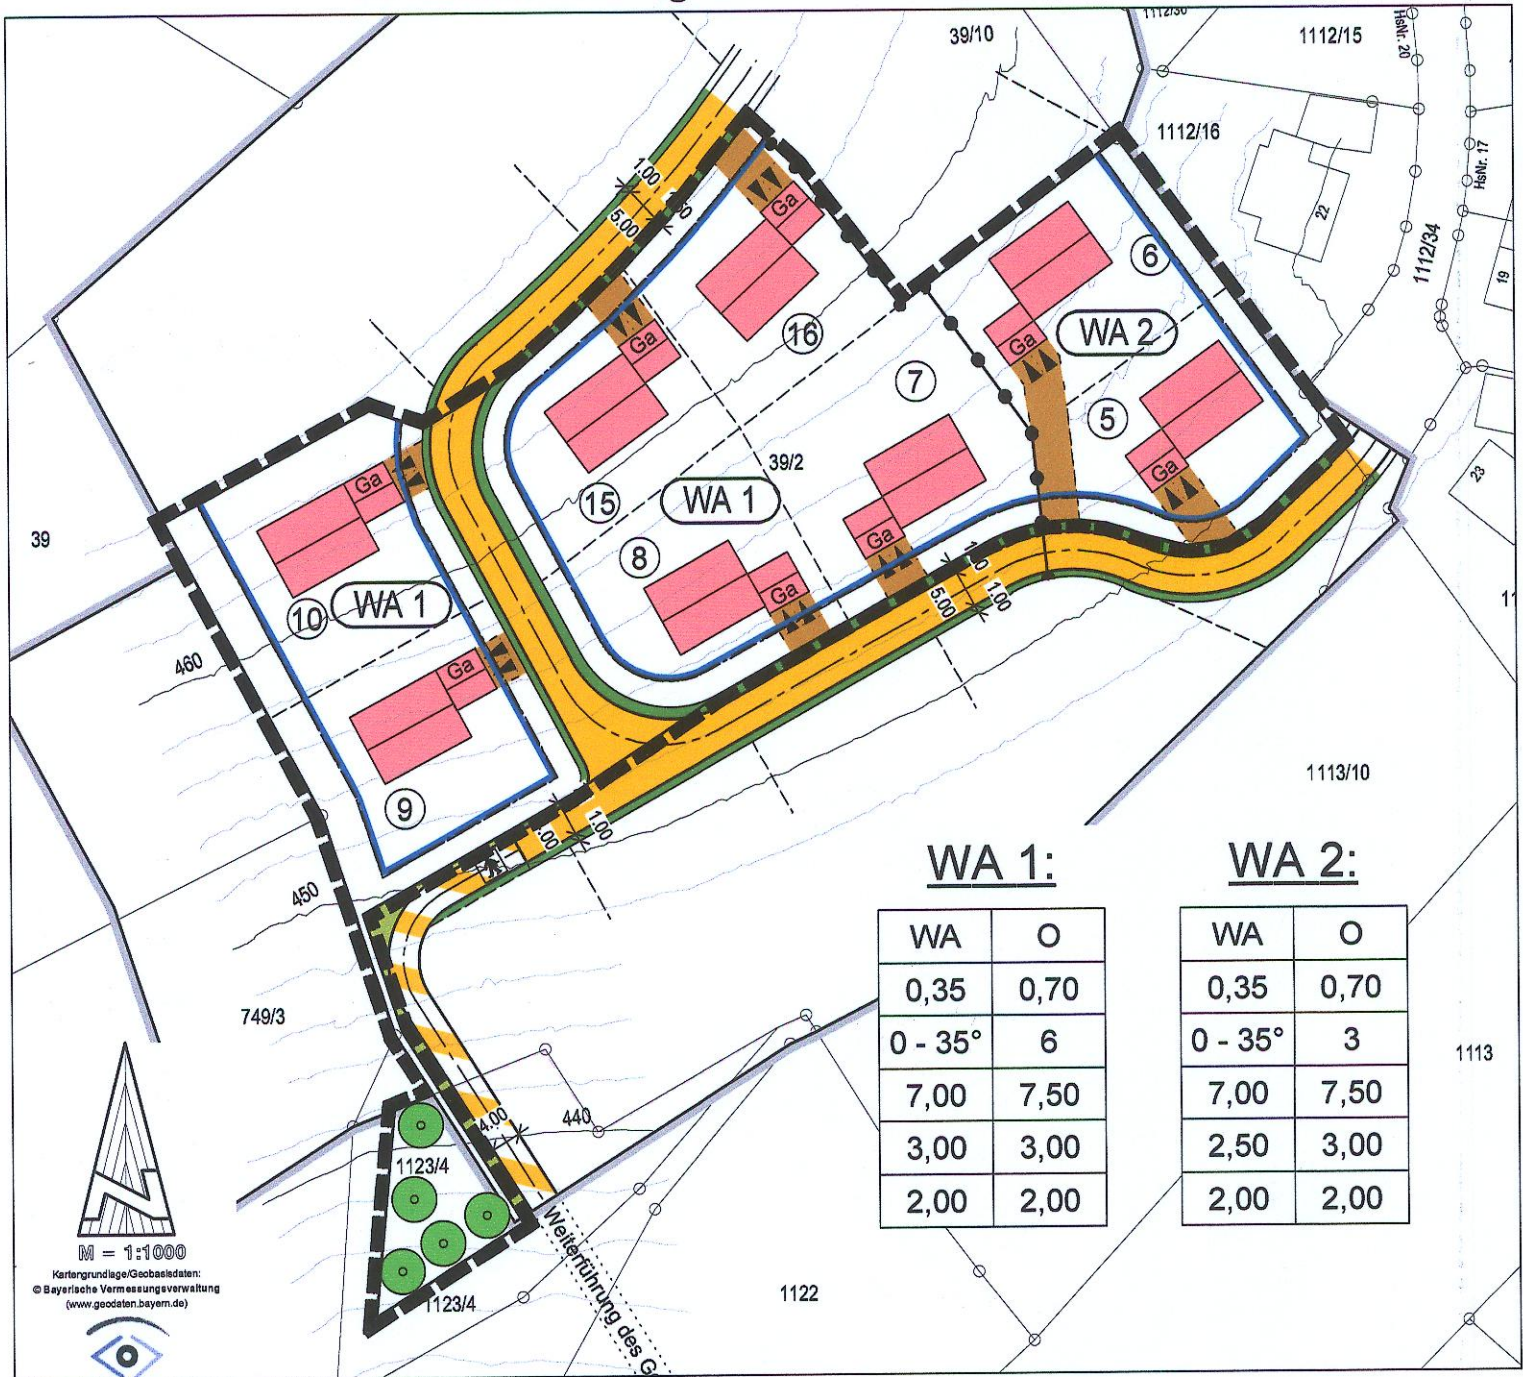 39/10
1112/15
HsNr. 20
1112/16
HsNr. 17
22
1112/34
19
1.00
5.00
Ga
6
16
WA 2
Ga
Ga
7
5
39/2
Ga
23
39
Ga
15
WA 1
Ga
8
10
WA 1
Ga
5.00
1.00
460
Ga
9
1113/10
1.00
450
WA 1:
WA 2:
WA O
0,35 0,70
0 - 35° 6
7,00 7,50
3,00 3,00
2,00 2,00
WA O
0,35 0,70
0 - 35° 3
7,00 7,50
2,50 3,00
2,00 2,00
749/3
1113
4.00
440
1123/4
M = 1:1000
Kartengrundlage/Geobasisdaten:
© Bayerische Vermessungsverwaltung
(www.geodaten.bayern.de)
1123/4
1122
Weiterführung des